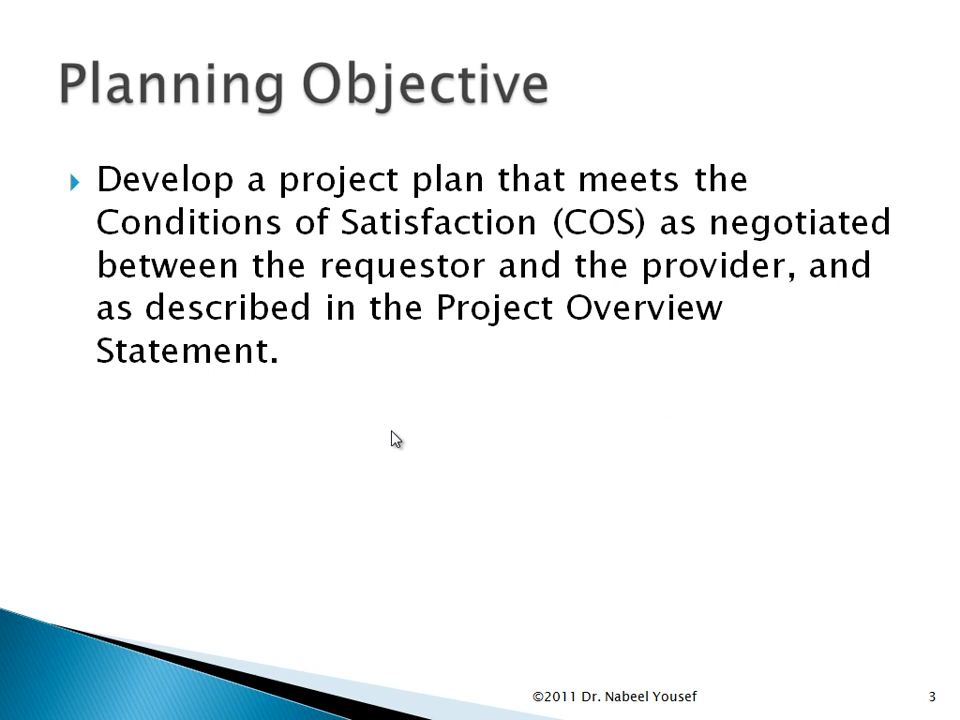 Planning Objective
Develop a project plan that meets the
Conditions of Satisfaction (COS) as negotiated
between the requestor and the provider, and
as described in the Project Overview
Statement.
©2011 Dr. Nabeel Yousef
3